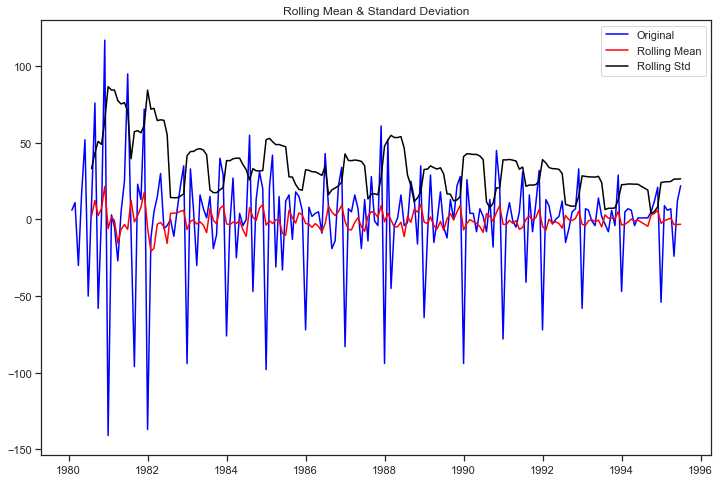 Rolling Mean & Standard Deviation
Original
Rolling Mean
Rolling Std
100
50
0
−50
−100
−150
1980 1982 1984 1986 1988 1990 1992 1994 1996